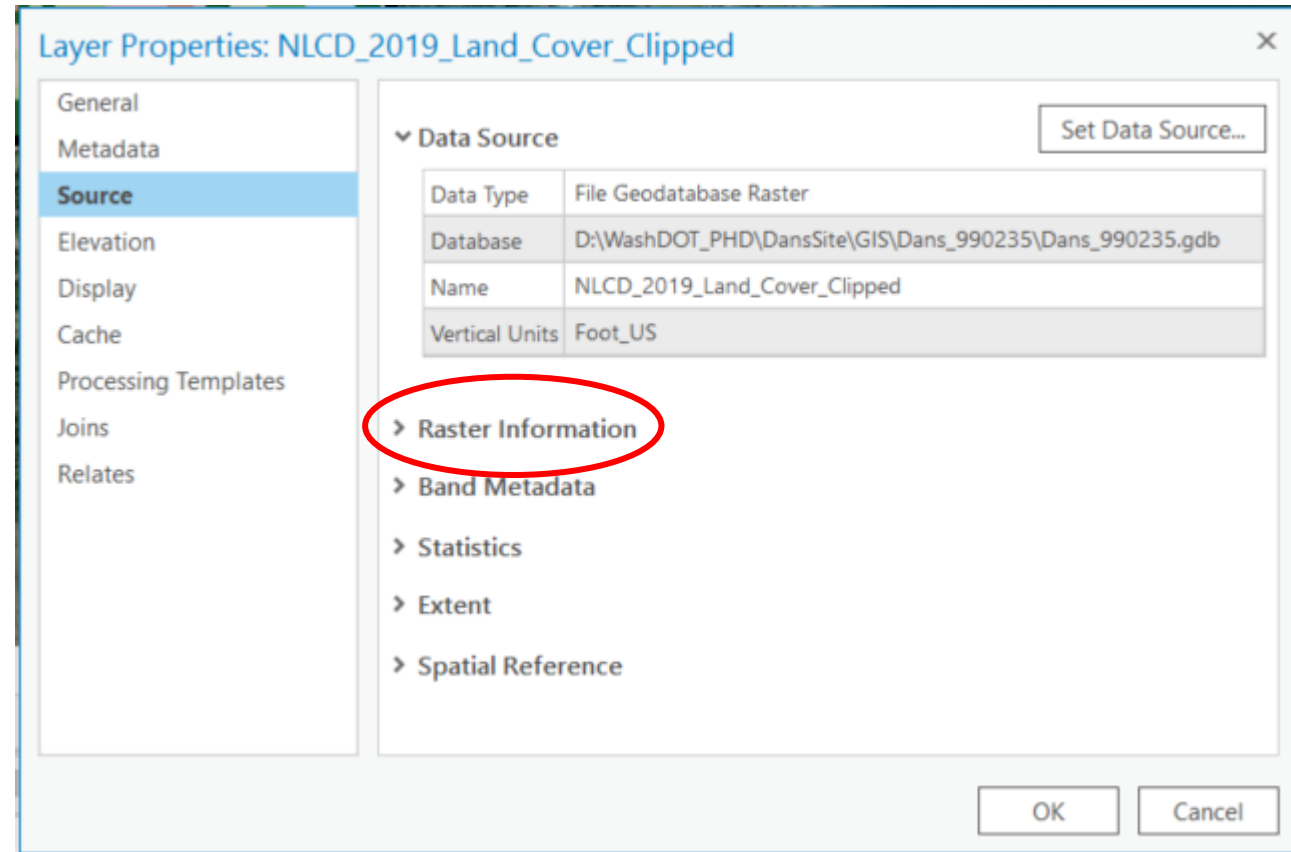 Layer Properties: NLCD_2019_Land_Cover_Clipped
General
Metadata
Source
Elevation
Display
Cache
Processing Templates
Joins
Relates
Data Source
Set Data Source...
Data Type File Geodatabase Raster
Database D:\WashDOT_PHD\DansSite\GIS\Dans_990235\Dans_990235.gdb
Name NLCD_2019_Land_Cover_Clipped
Vertical Units Foot_US
Raster Information
Band Metadata
Statistics
Extent
Spatial Reference
OK Cancel